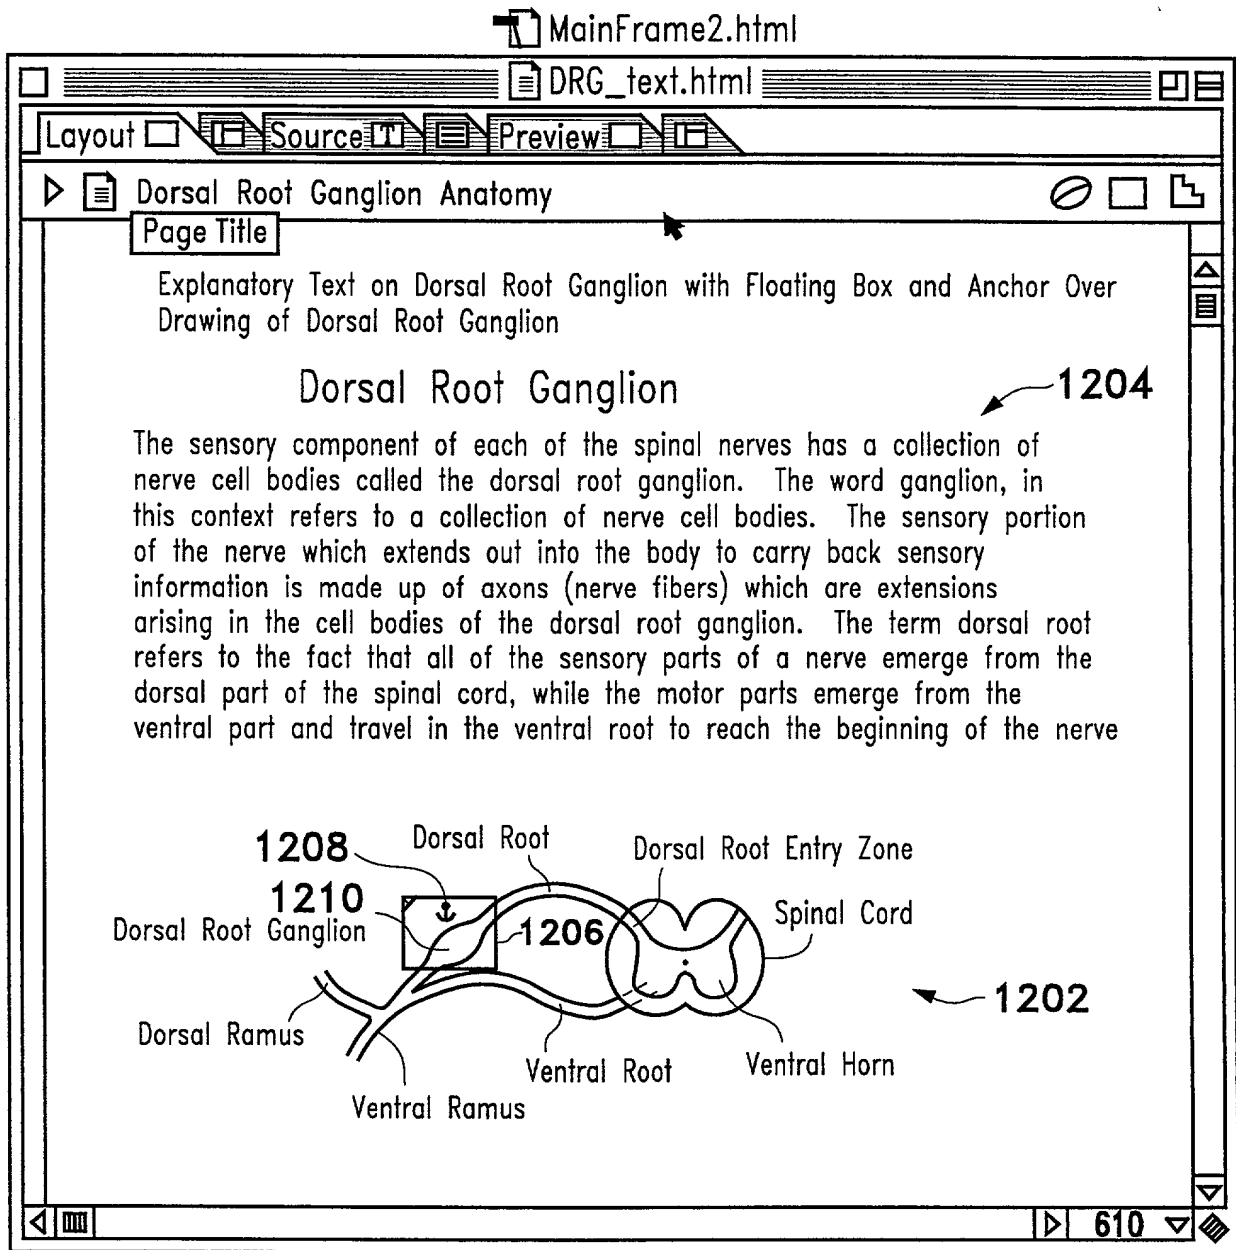 MainFrame2.html
DRG_text.html
Layout Source T Preview
Dorsal Root Ganglion Anatomy
Page Title
Explanatory Text on Dorsal Root Ganglion with Floating Box and Anchor Over
Drawing of Dorsal Root Ganglion
Dorsal Root Ganglion
1204
The sensory component of each of the spinal nerves has a collection of
nerve cell bodies called the dorsal root ganglion. The word ganglion, in
this context refers to a collection of nerve cell bodies. The sensory portion
of the nerve which extends out into the body to carry back sensory
information is made up of axons (nerve fibers) which are extensions
arising in the cell bodies of the dorsal root ganglion. The term dorsal root
refers to the fact that all of the sensory parts of a nerve emerge from the
dorsal part of the spinal cord, while the motor parts emerge from the
ventral part and travel in the ventral root to reach the beginning of the nerve
1208
Dorsal Root
Dorsal Root Entry Zone
1210
Dorsal Root Ganglion
1206
Spinal Cord
1202
Dorsal Ramus
Ventral Root
Ventral Horn
Ventral Ramus
610